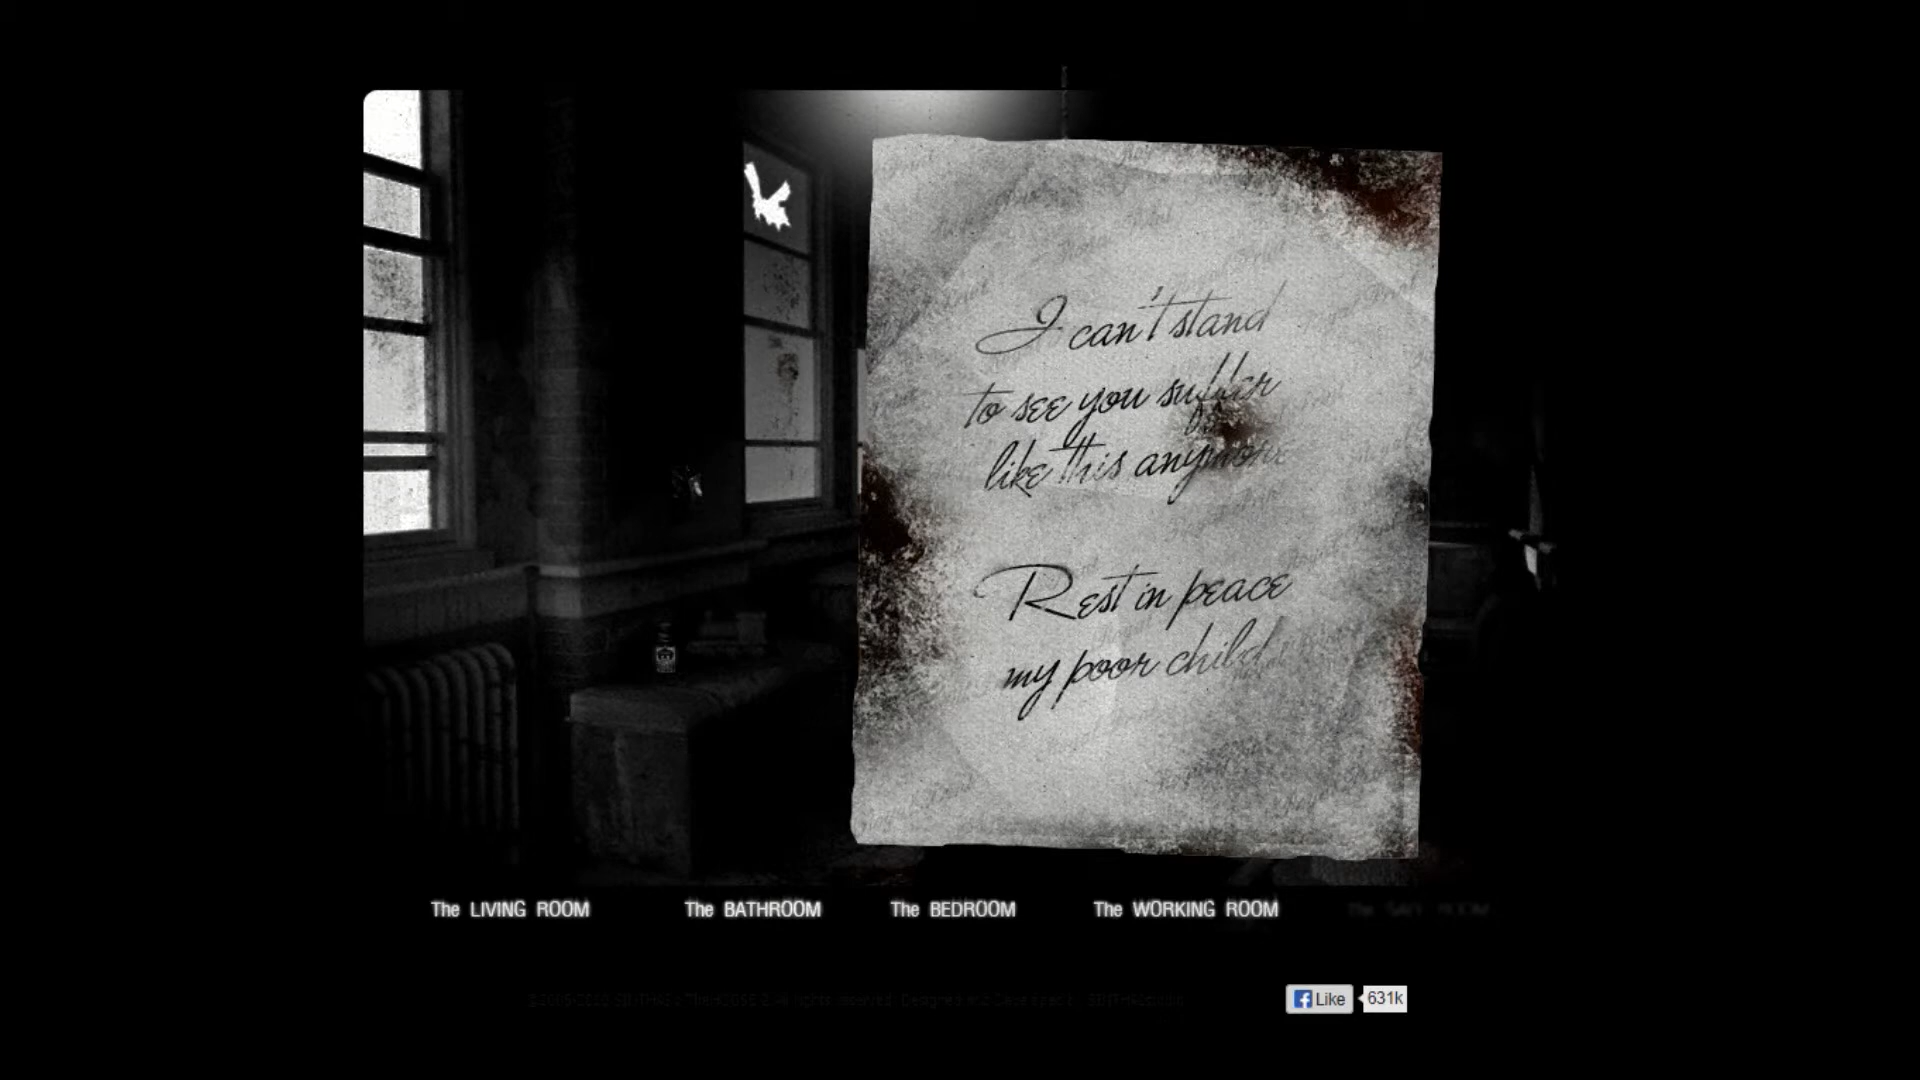 I can't stand
to see you suffer
like this anymore
Rest in peace
my poor child
The LIVING ROOM
The BATHROOM
The BEDROOM
The WORKING ROOM
Like
631k